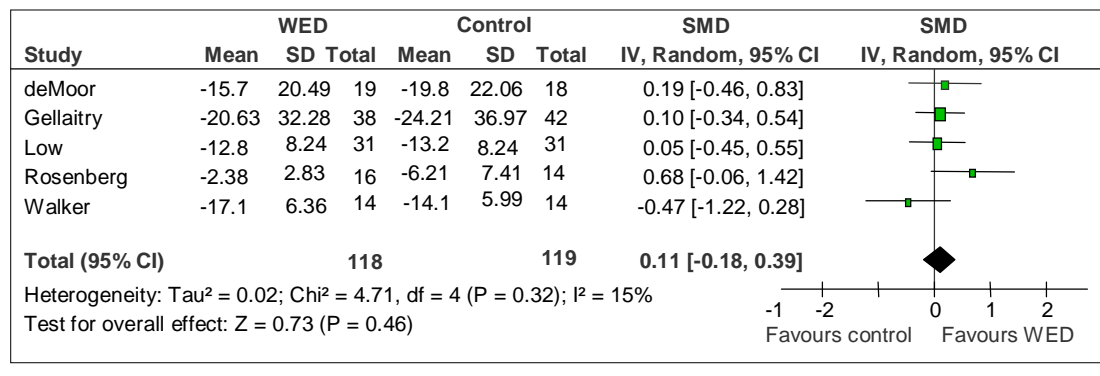 WED Control SMD SMD
Study Mean SD Total Mean SD Total IV, Random, 95% CI IV, Random, 95% CI
deMoor -15.7 20.49 19 -19.8 22.06 18 0.19 [-0.46, 0.83]
Gellaitry -20.63 32.28 38 -24.21 36.97 42 0.10 [-0.34, 0.54]
Low -12.8 8.24 31 -13.2 8.24 31 0.05 [-0.45, 0.55]
Rosenberg -2.38 2.83 16 -6.21 7.41 14 0.68 [-0.06, 1.42]
Walker -17.1 6.36 14 -14.1 5.99 14 -0.47 [-1.22, 0.28]
Total (95% CI) 118 119 0.11 [-0.18, 0.39]
Heterogeneity: Tau² = 0.02; Chi² = 4.71, df = 4 (P = 0.32); I² = 15%
Test for overall effect: Z = 0.73 (P = 0.46)
-1 -2 0 1 2
Favours control Favours WED